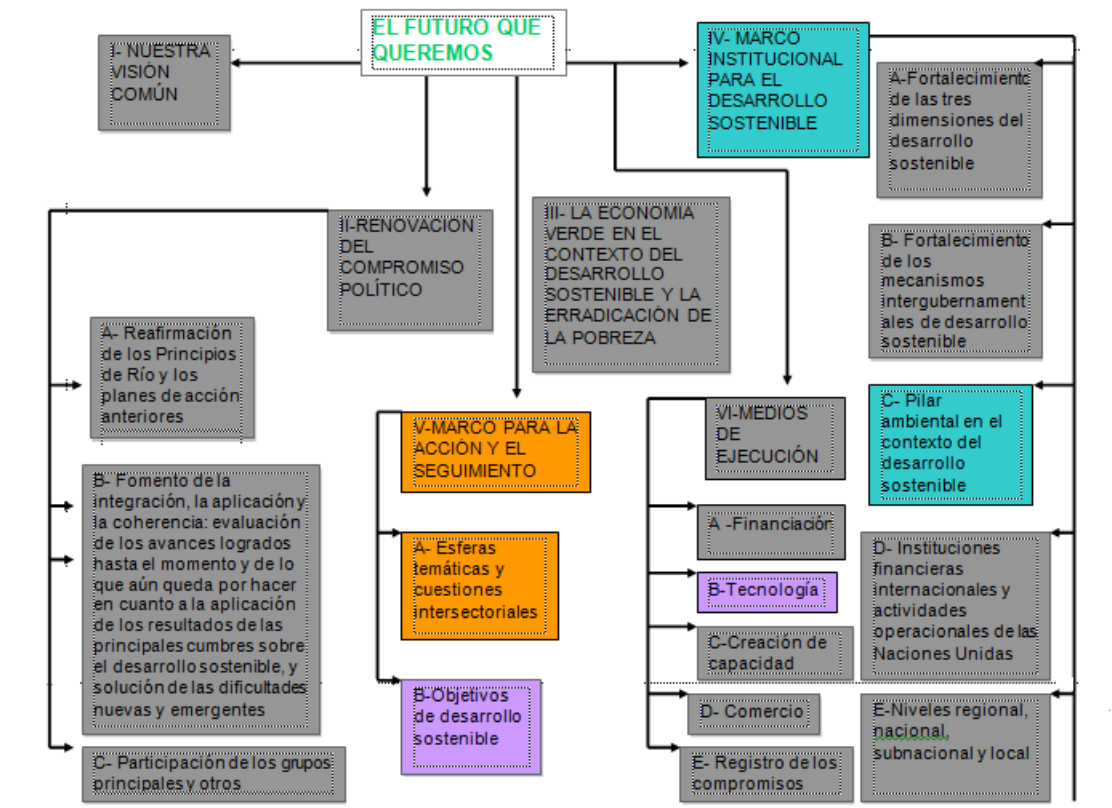 EL FUTURO QUE
QUEREMOS
I- NUESTRA
VISIÓN
COMÚN
IV- MARCO
INSTITUCIONAL
PARA EL
DESARROLLO
SOSTENIBLE
A-Fortalecimiento
de las tres
dimensiones del
desarrollo
sostenible
II-RENOVACION
DEL
COMPROMISO
POLÍTICO
III- LA ECONOMIA
VERDE EN EL
CONTEXTO DEL
DESARROLLO
SOSTENIBLE Y LA
ERRADICACIÓN DE
LA POBREZA
B- Fortalecimiento
de los
mecanismos
intergubernament
ales de desarrollo
sostenible
A- Reafirmación
de los Principios
de Río y los
planes de acción
anteriores
V-MARCO PARA LA
ACCIÓN Y EL
SEGUIMIENTO
VI-MEDIOS
DE
EJECUCIÓN
C- Pilar
ambiental en el
contexto del
desarrollo
sostenible
B- Fomento de la
integración, la aplicación y
la coherencia: evaluación
de los avances logrados
hasta el momento y de lo
que aún queda por hacer
en cuanto a la aplicación
de los resultados de las
principales cumbres sobre
el desarrollo sostenible, y
solución de las dificultades
nuevas y emergentes
A- Esferas
temáticas y
cuestiones
intersectoriales
A -Financiación
B-Tecnología
C-Creación de
capacidad
D- Instituciones
financieras
internacionales y
actividades
operacionales de las
Naciones Unidas
B-Objetivos
de desarrollo
sostenible
D- Comercio
E-Niveles regional,
nacional,
subnacional y local
C- Participación de los grupos
principales y otros
E- Registro de los
compromisos